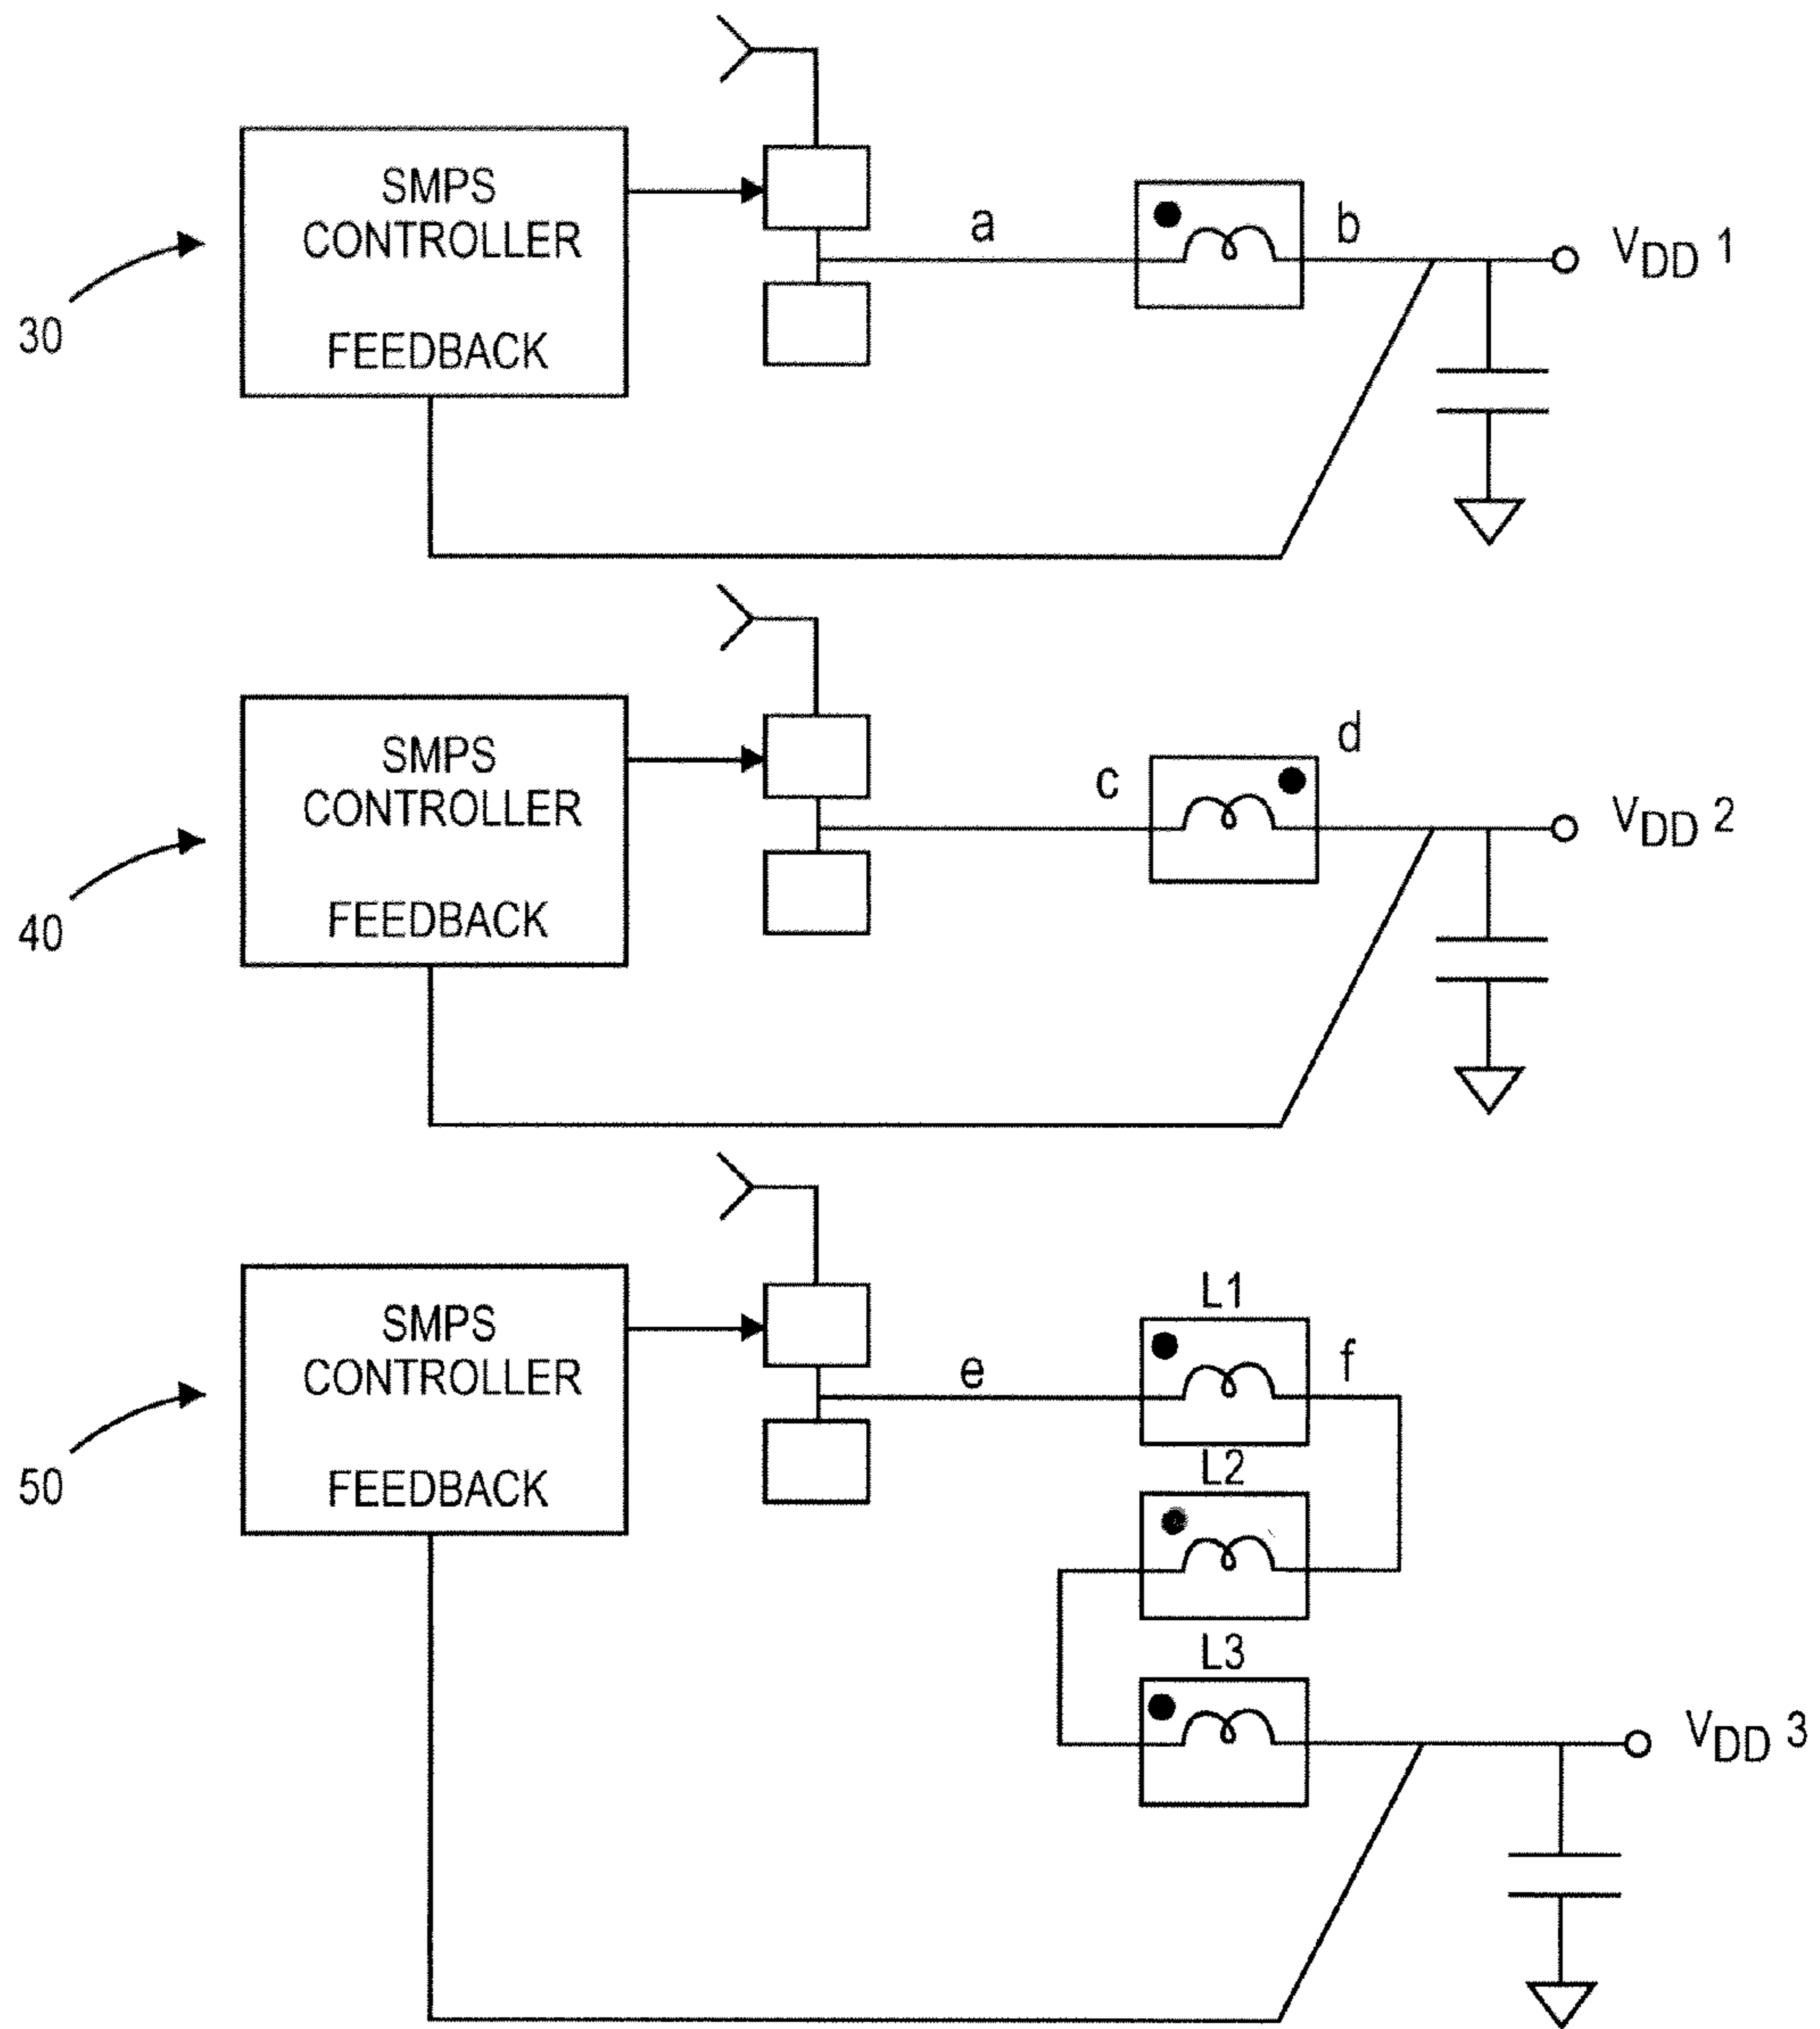 SMPS
CONTROLLER
FEEDBACK
30
a
b
VDD 1
SMPS
CONTROLLER
FEEDBACK
40
c
d
VDD 2
SMPS
CONTROLLER
FEEDBACK
50
e
L1
f
L2
L3
VDD 3